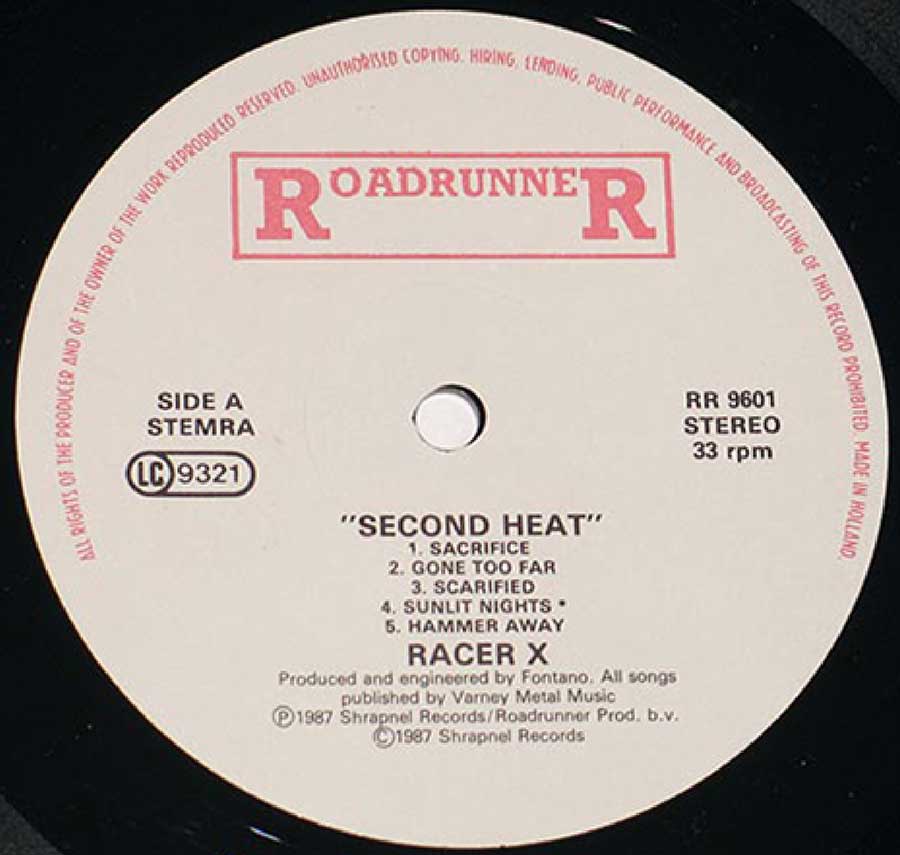 ALL RIGHTS OF THE PRODUCER AND OF THE OWNER OF THE WORK REPRODUCED RESERVED. UNAUTHORISED COPYING. HIRING, LENDING, PUBLIC PERFORMANCE AND BROADCASTING OF THIS RECORD PROHIBITED. MADE IN HOLLAND.
ROADRUNNER
SIDE A
STEMRA
LC 9321
RR 9601
STEREO
33 rpm
"SECOND HEAT"
1. SACRIFICE
2. GONE TOO FAR
3. SCARIFIED
4. SUNLIT NIGHTS *
5. HAMMER AWAY
RACER X
Produced and engineered by Fontano. All songs
published by Varney Metal Music
Ⓟ1987 Shrapnel Records/Roadrunner Prod. b.v.
©1987 Shrapnel Records